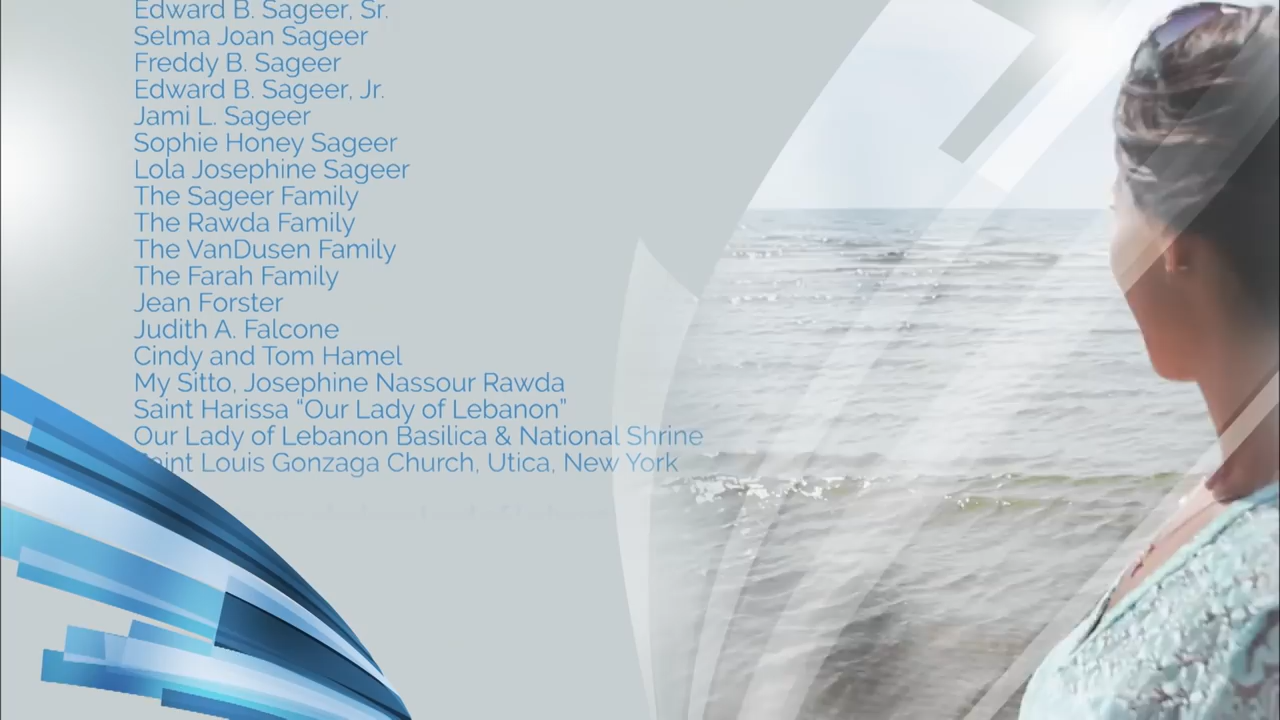 Edward B. Sageer, Sr.
Selma Joan Sageer
Freddy B. Sageer
Edward B. Sageer, Jr.
Jami L. Sageer
Sophie Honey Sageer
Lola Josephine Sageer
The Sageer Family
The Rawda Family
The VanDusen Family
The Farah Family
Jean Forster
Judith A. Falcone
Cindy and Tom Hamel
My Sitto, Josephine Nassour Rawda
Saint Harissa “Our Lady of Lebanon”
Our Lady of Lebanon Basilica & National Shrine
Saint Louis Gonzaga Church, Utica, New York